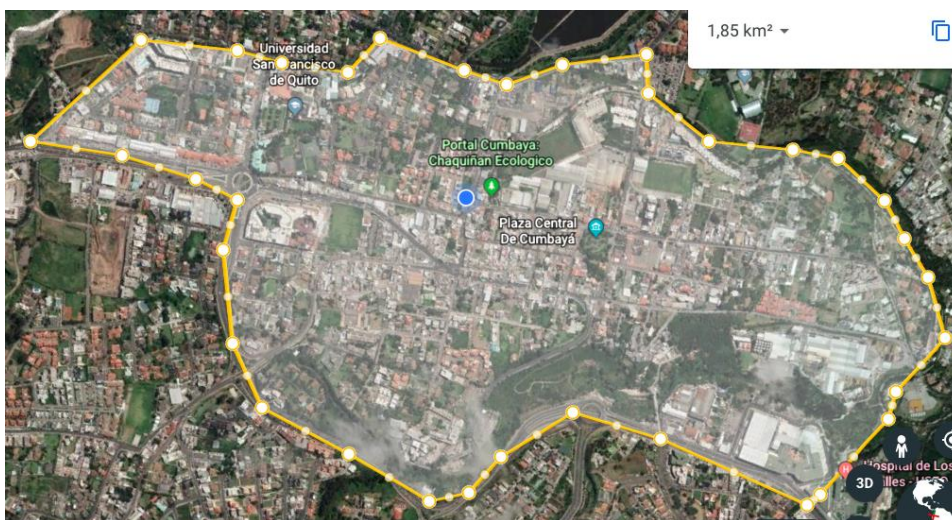 1,85 km²
Universidad
San Francisco
de Quito
Portal Cumbaya:
Chaquiñan Ecologico
Plaza Central
De Cumbayá
3D
Hospital de Los